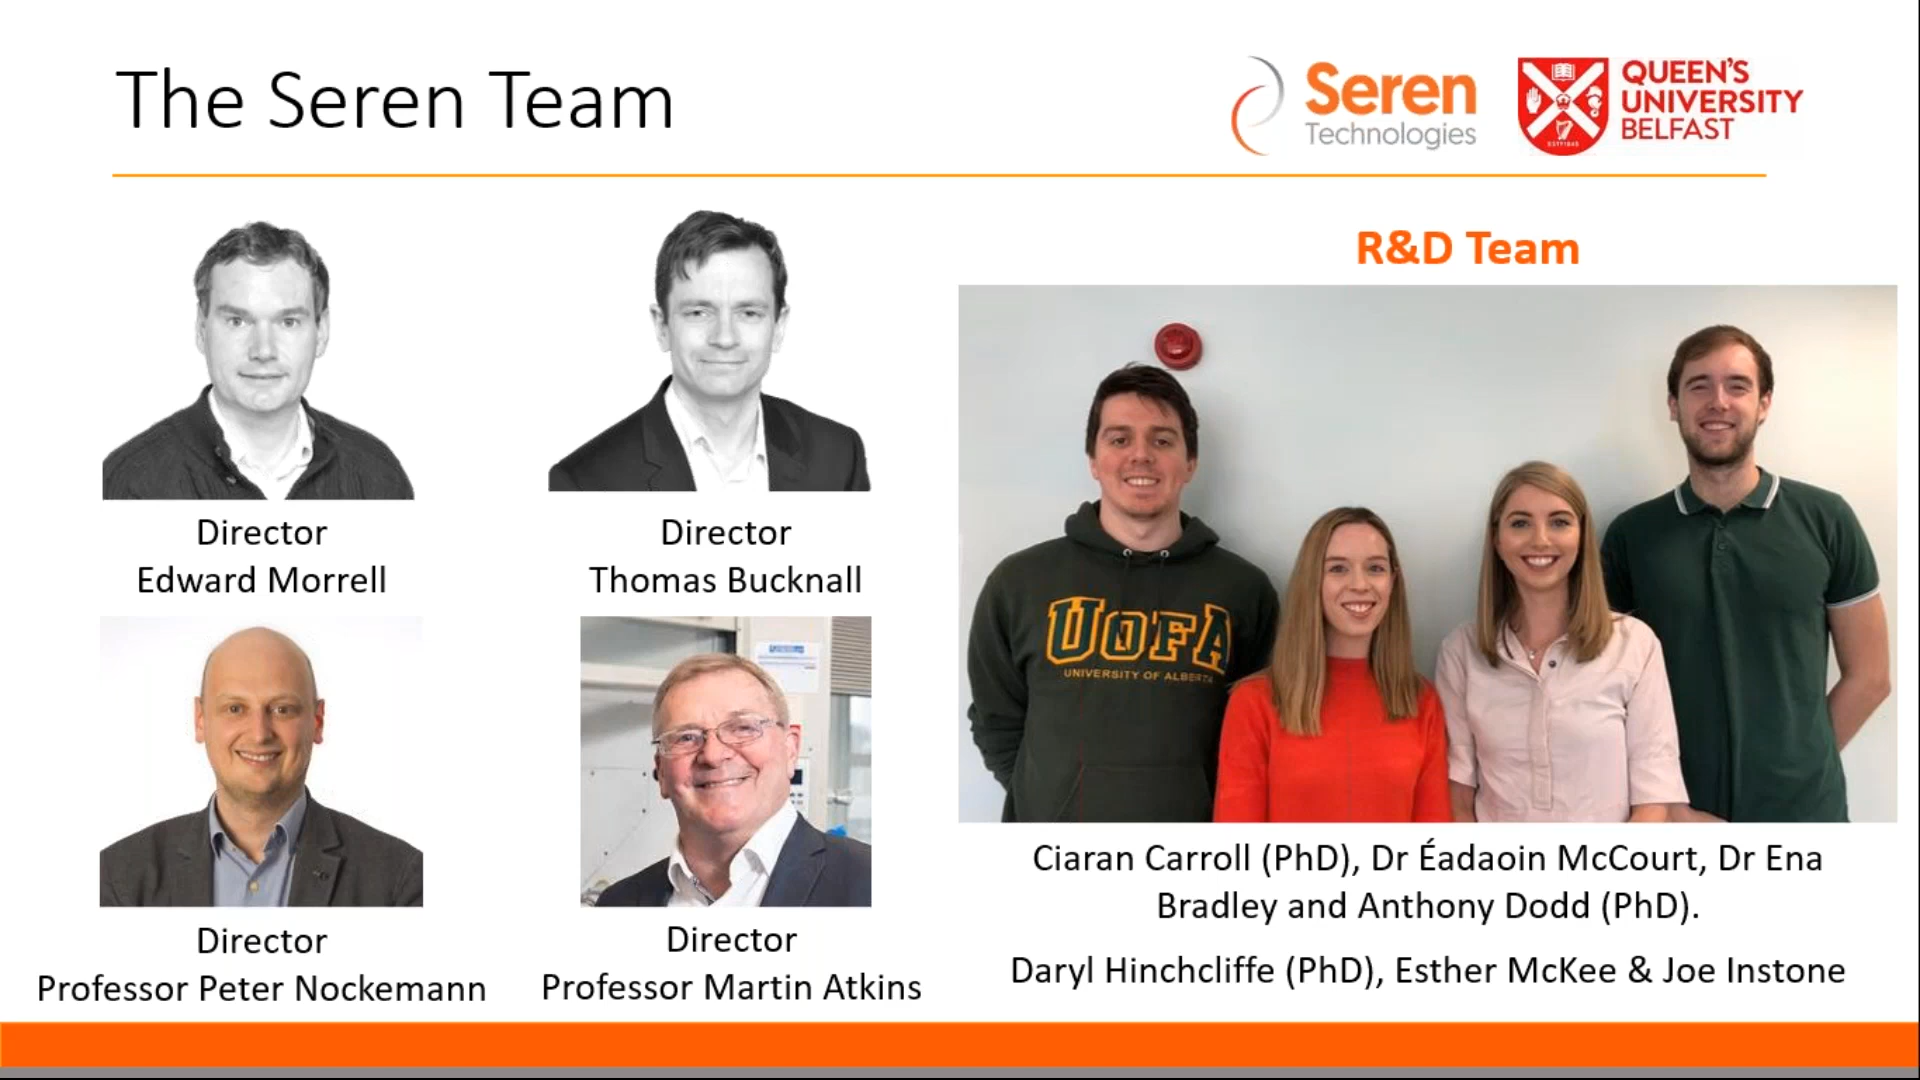 The Seren Team
Seren
Technologies
QUEEN'S
UNIVERSITY
BELFAST
Director
Edward Morrell
Director
Thomas Bucknall
Director
Professor Peter Nockemann
Director
Professor Martin Atkins
R&D Team
UOFA
UNIVERSITY OF ALBERTA
Ciaran Carroll (PhD), Dr Éadaoin McCourt, Dr Ena
Bradley and Anthony Dodd (PhD).
Daryl Hinchcliffe (PhD), Esther McKee & Joe Instone